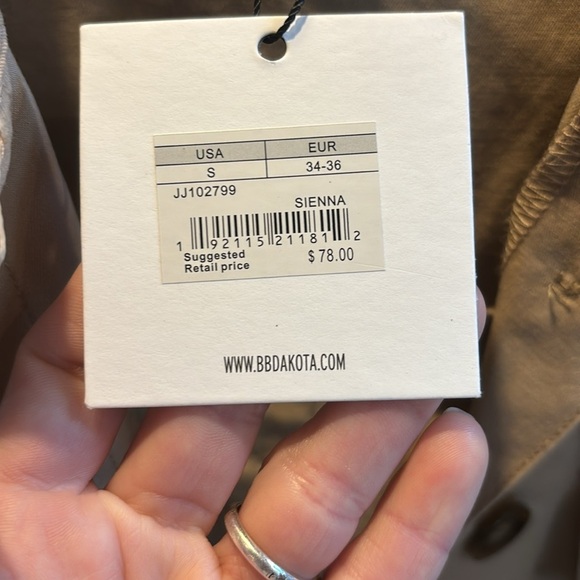 USA EUR
S 34-36
JJ102799
SIENNA
1 92115 21181 2
Suggested
Retail price $78.00
WWW.BBDAKOTA.COM